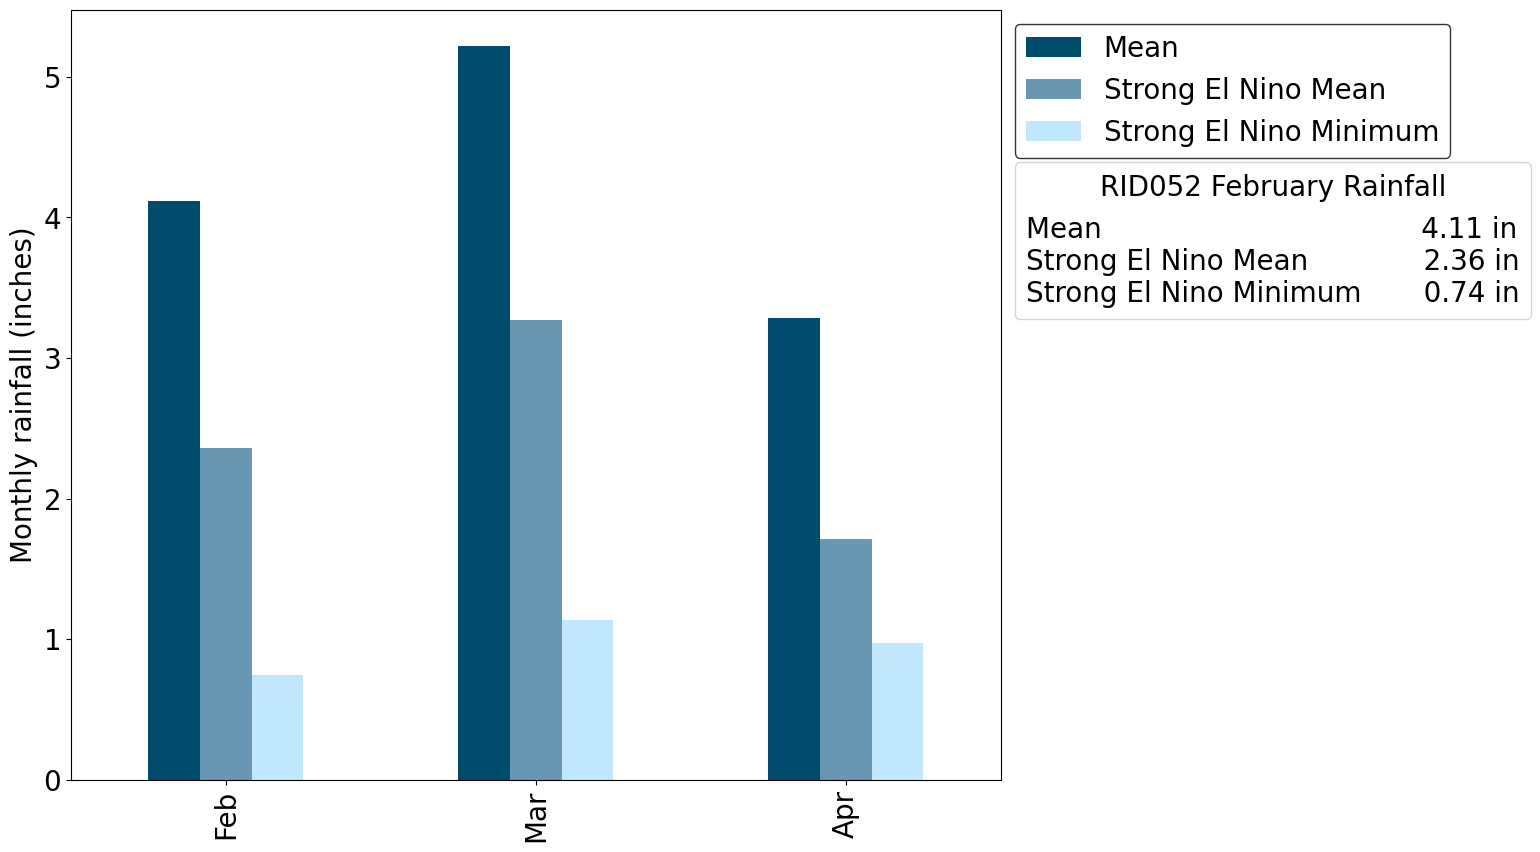 Monthly rainfall (inches)
5
4
3
2
1
0
Feb
Mar
Apr
Mean
Strong El Nino Mean
Strong El Nino Minimum
RID052 February Rainfall
Mean 4.11 in
Strong El Nino Mean 2.36 in
Strong El Nino Minimum 0.74 in